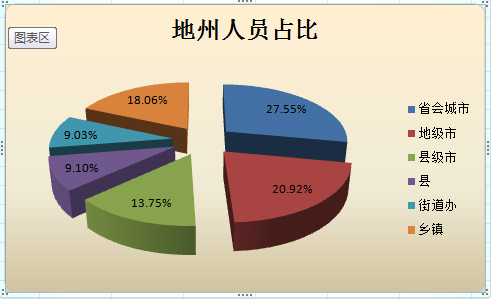 地州人员占比
图表区
18.06%
27.55%
9.03%
9.10%
13.75%
20.92%
省会城市
地级市
县级市
县
街道办
乡镇